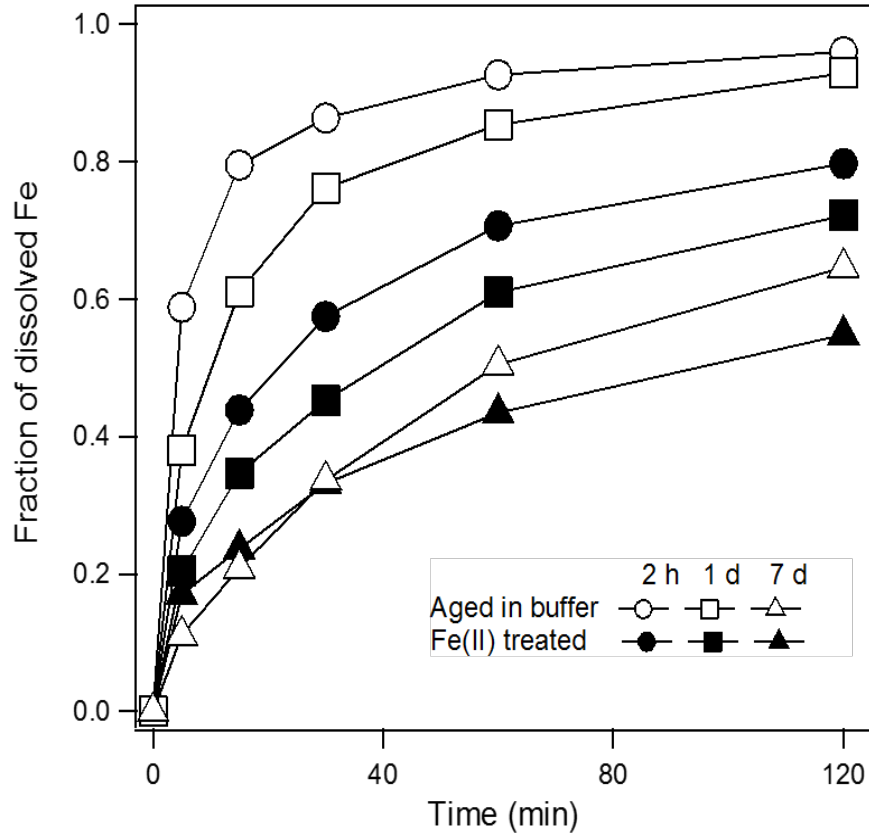 1.0
0.8
0.6
0.4
0.2
0.0
Fraction of dissolved Fe
2 h 1 d 7 d
Aged in buffer
Fe(II) treated
0 40 80 120
Time (min)